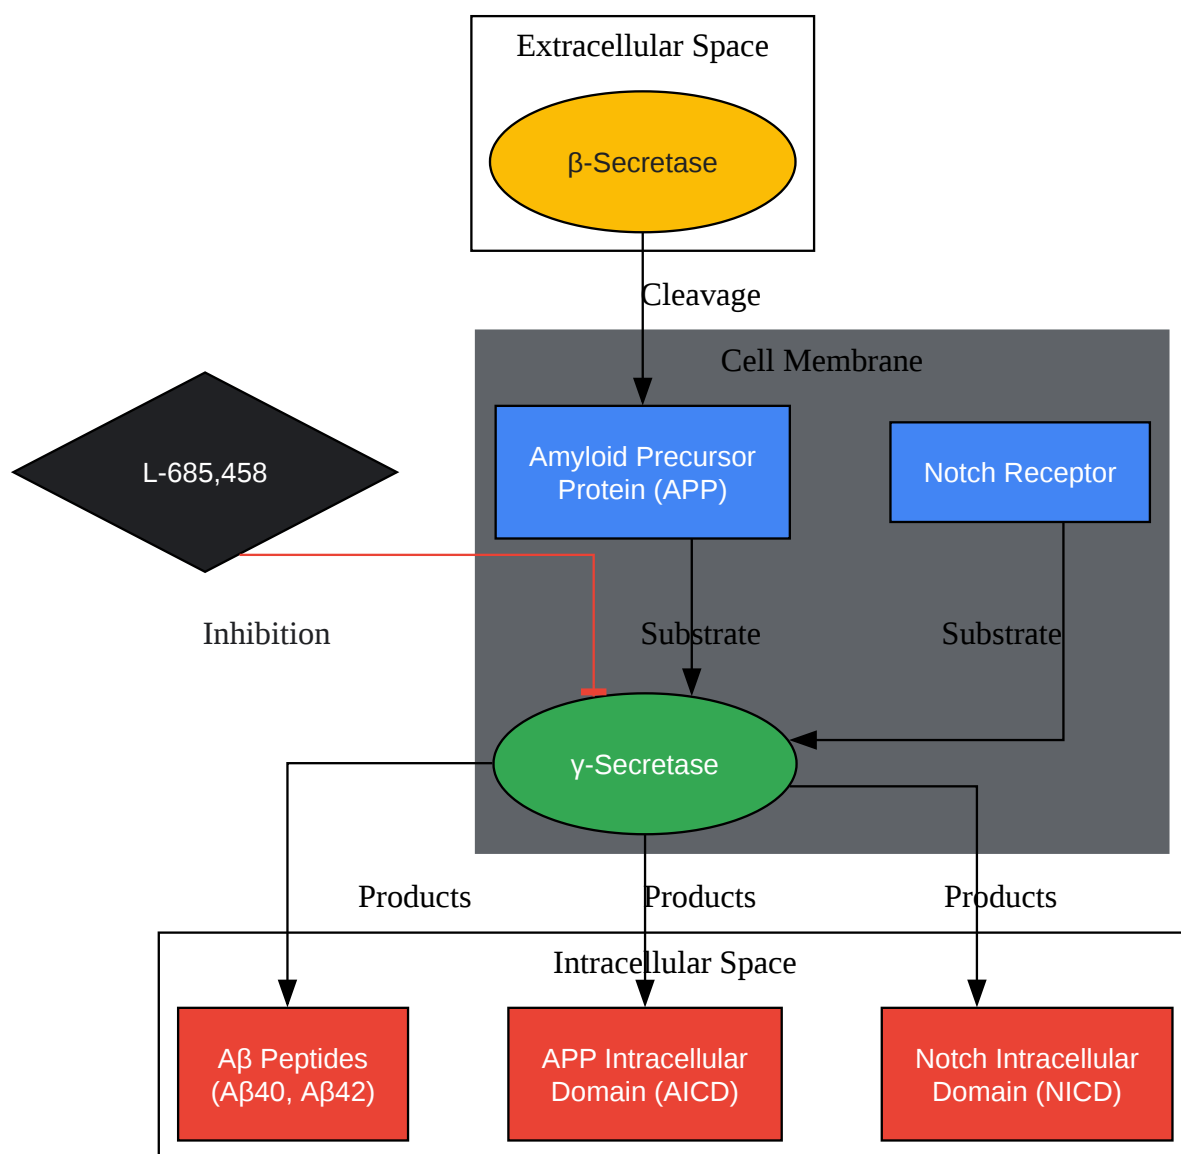 Extracellular Space
β-Secretase
Cleavage
Cell Membrane
Amyloid Precursor
Protein (APP)
Notch Receptor
L-685,458
Inhibition
Substrate
Substrate
γ-Secretase
Products
Products
Products
Intracellular Space
Aβ Peptides
(Aβ40, Aβ42)
APP Intracellular
Domain (AICD)
Notch Intracellular
Domain (NICD)